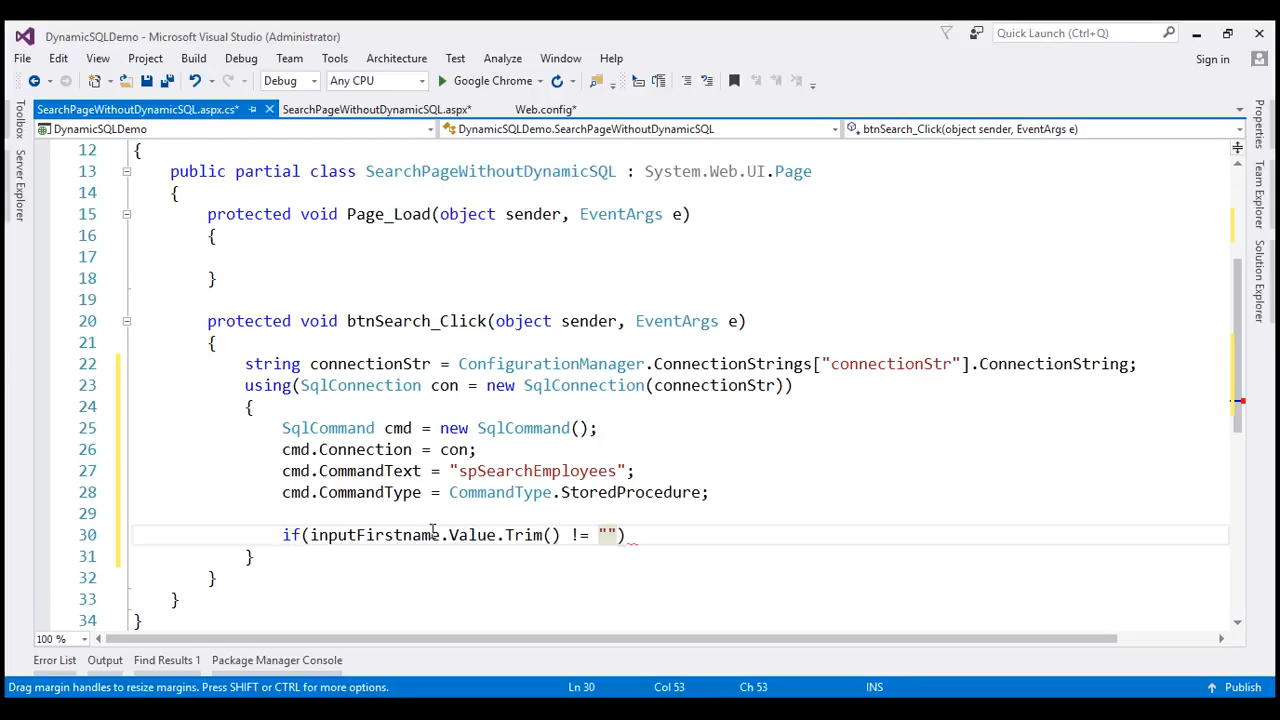 DynamicSQLDemo - Microsoft Visual Studio (Administrator)
Quick Launch (Ctrl+Q)
File Edit View Project Build Debug Team Tools Architecture Test Analyze Window Help
Sign in
Debug Any CPU Google Chrome
SearchPageWithoutDynamicSQL.aspx.cs* SearchPageWithoutDynamicSQL.aspx* Web.config*
DynamicSQLDemo DynamicSQLDemo.SearchPageWithoutDynamicSQL btnSearch_Click(object sender, EventArgs e)
Toolbox
Server Explorer
Properties
Team Explorer
Solution Explorer
12 {
13 public partial class SearchPageWithoutDynamicSQL : System.Web.UI.Page
14 {
15 protected void Page_Load(object sender, EventArgs e)
16 {
17
18 }
19
20 protected void btnSearch_Click(object sender, EventArgs e)
21 {
22 string connectionStr = ConfigurationManager.ConnectionStrings["connectionStr"].ConnectionString;
23 using(SqlConnection con = new SqlConnection(connectionStr))
24 {
25 SqlCommand cmd = new SqlCommand();
26 cmd.Connection = con;
27 cmd.CommandText = "spSearchEmployees";
28 cmd.CommandType = CommandType.StoredProcedure;
29
30 if(inputFirstname.Value.Trim() != "")
31 }
32 }
33 }
34 }
100 %
Error List Output Find Results 1 Package Manager Console
Drag margin handles to resize margins. Press SHIFT or CTRL for more options. Ln 30 Col 53 Ch 53 INS Publish